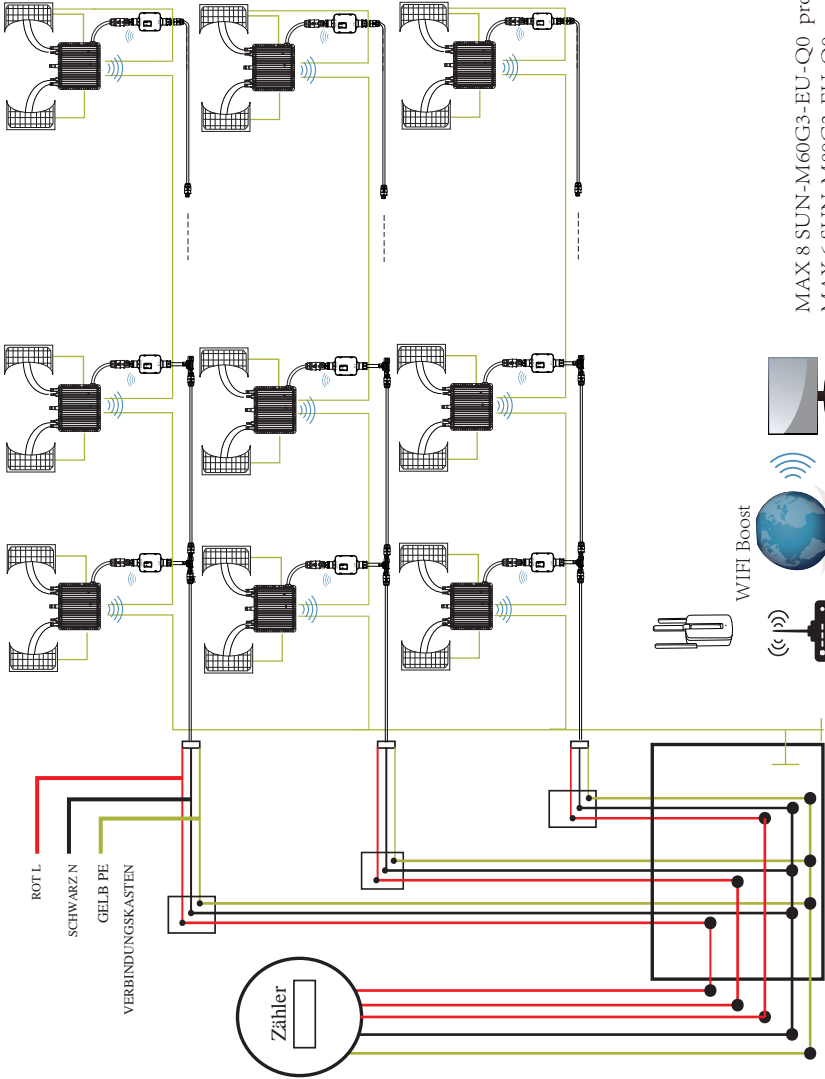 ROT L
SCHWARZ N
GELB PE
VERBINDUNGSKASTEN
Zähler
WIFI Boost
MAX 8 SUN-M60G3-EU-Q0